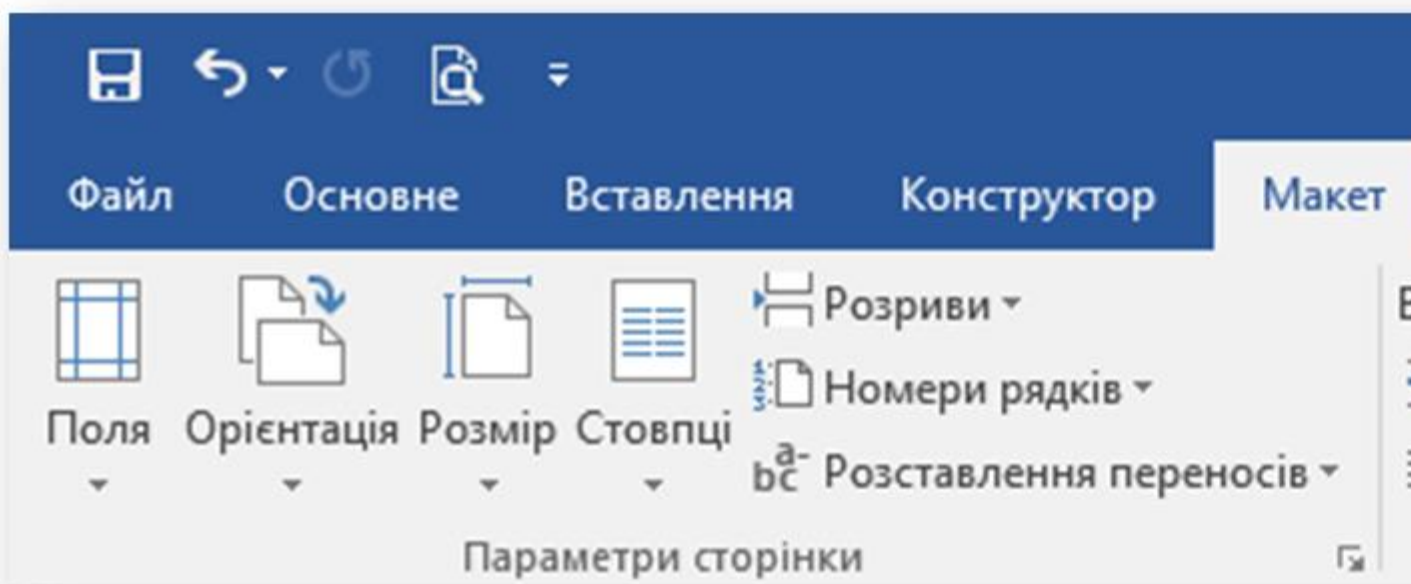 Файл Основне Вставлення Конструктор Макет
Поля Орієнтація Розмір Стовпці
Розриви
Номери рядків
Розставлення переносів
Параметри сторінки